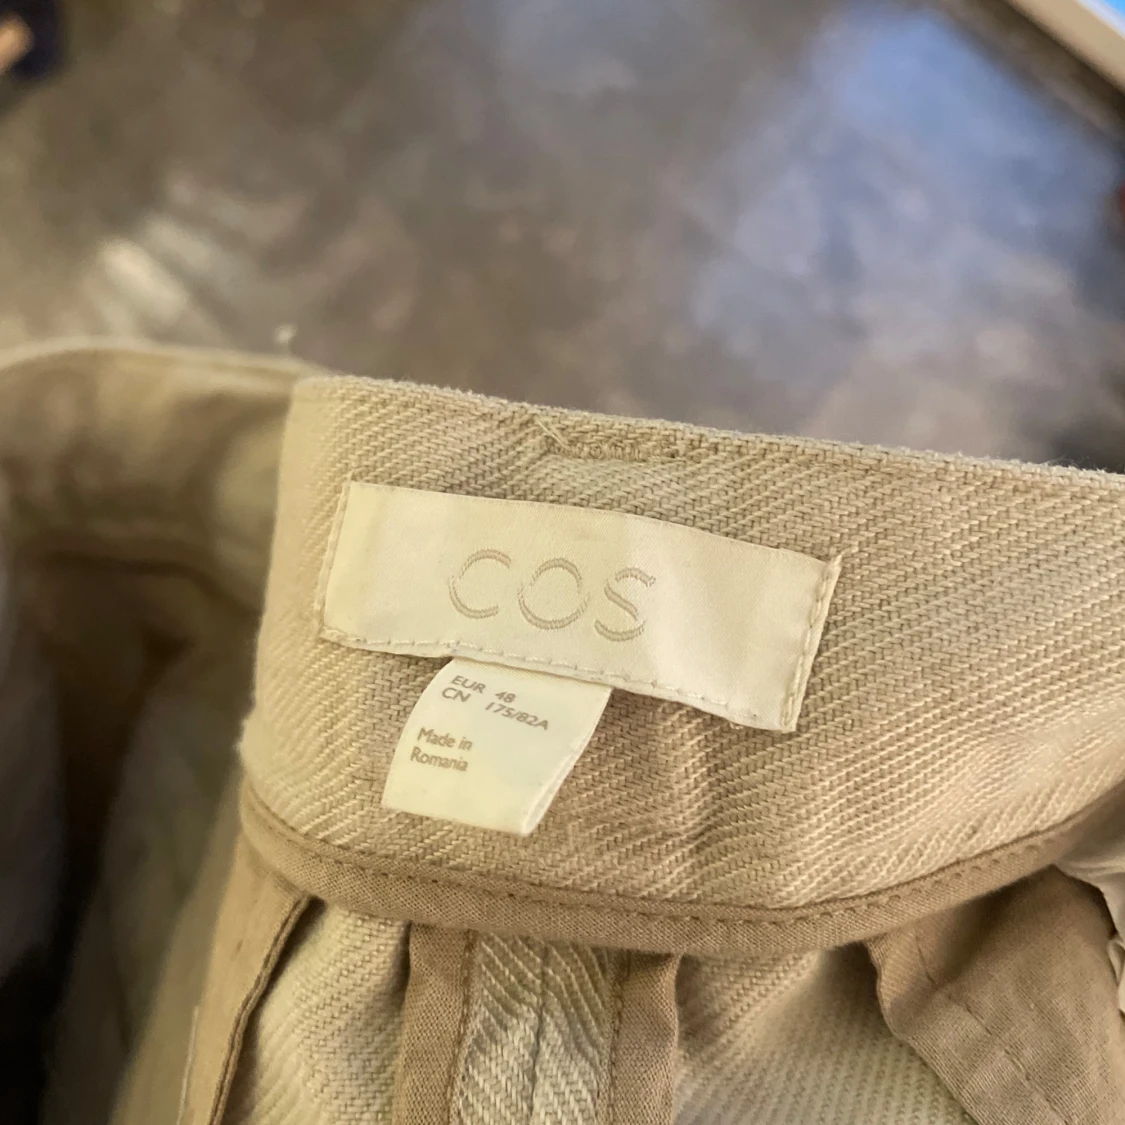 COS
EUR 48
CN 175/82A
Made in
Romania